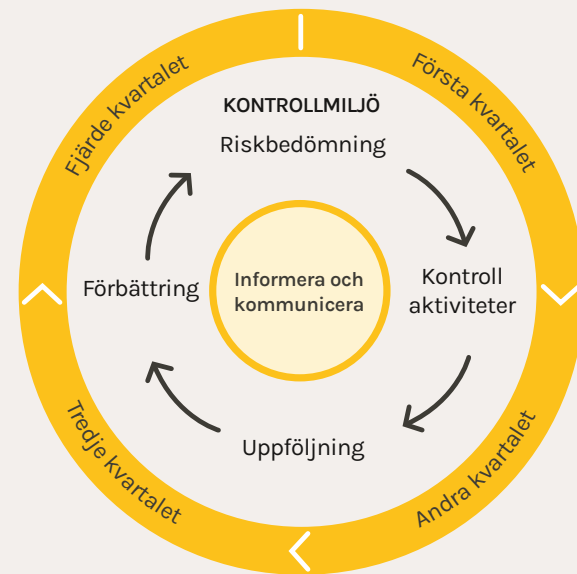 Fjärde kvartalet
Första kvartalet
KONTROLLMILJÖ
Riskbedömning
Förbättring
Informera och
kommunicera
Kontroll
aktiviteter
Uppföljning
Tredje kvartalet
Andra kvartalet